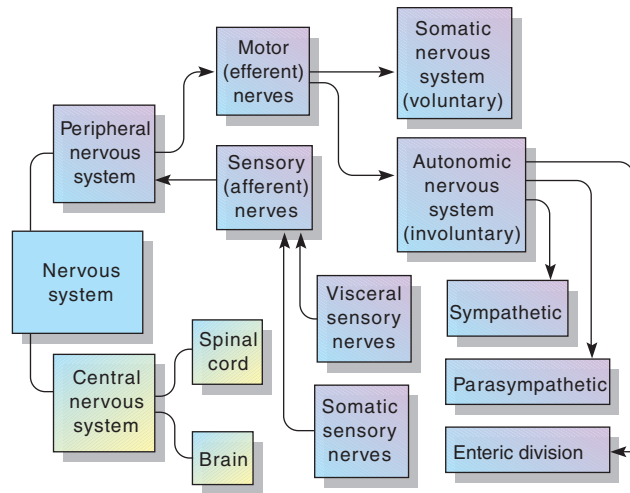 Motor
(efferent)
nerves
Somatic
nervous
system
(voluntary)
Peripheral
nervous
system
Sensory
(afferent)
nerves
Autonomic
nervous
system
(involuntary)
Nervous
system
Visceral
sensory
nerves
Sympathetic
Spinal
cord
Central
nervous
system
Parasympathetic
Somatic
sensory
nerves
Brain
Enteric division